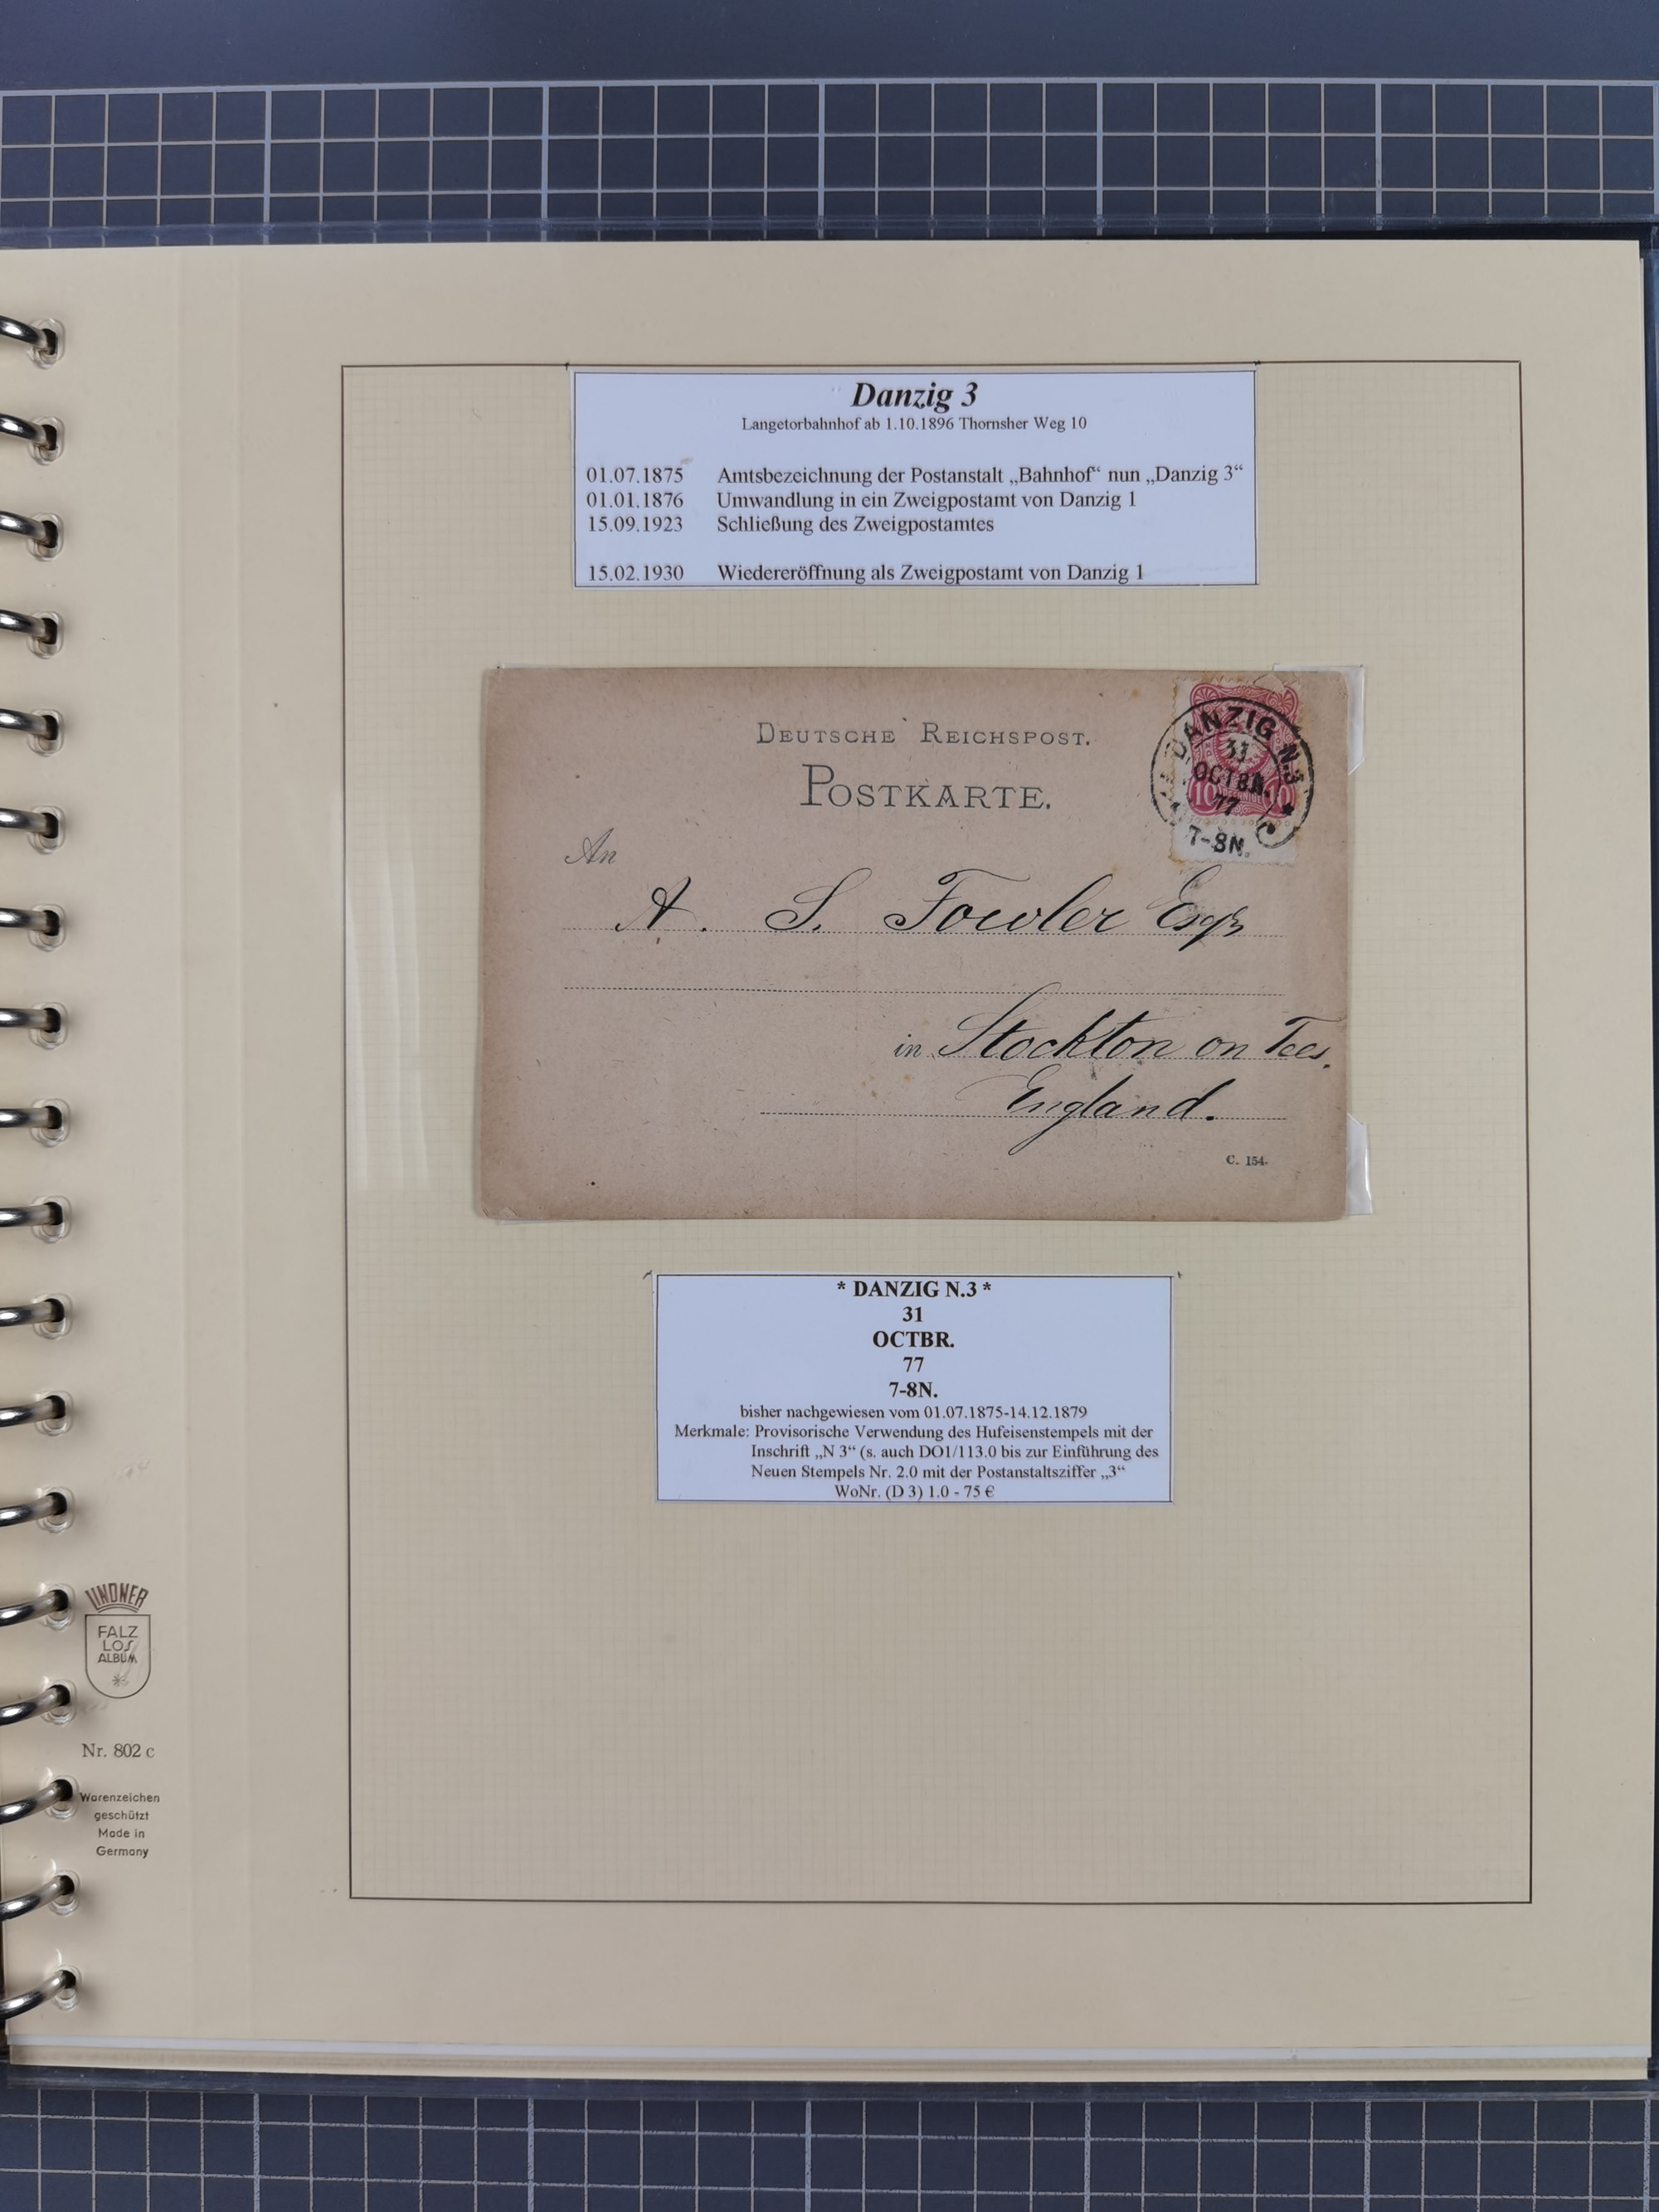 Danzig 3
Langetorbahnhof ab 1.10.1896 Thornsher Weg 10
01.07.1875 Amtsbezeichnung der Postanstalt „Bahnhof“ nun „Danzig 3“
01.01.1876 Umwandlung in ein Zweigpostamt von Danzig 1
15.09.1923 Schließung des Zweigpostamtes
15.02.1930 Wiedereröffnung als Zweigpostamt von Danzig 1
DEUTSCHE REICHSPOST.
POSTKARTE.
DANZIG N.3
31
OCTBR.
77
7-8N.
10 PFENNIGE 10
An
A. S. Fowler Esqr
in Stockton on Tees.
England.
C. 154.
* DANZIG N.3 *
31
OCTBR.
77
7-8N.
bisher nachgewiesen vom 01.07.1875-14.12.1879
Merkmale: Provisorische Verwendung des Hufeisenstempels mit der
Inschrift „N 3“ (s. auch DO1/113.0 bis zur Einführung des
Neuen Stempels Nr. 2.0 mit der Postanstaltsziffer „3“
WoNr. (D 3) 1.0 - 75 €
LINDNER
FALZ
LOS
ALBUM
Nr. 802 c
Warenzeichen
geschützt
Made in
Germany